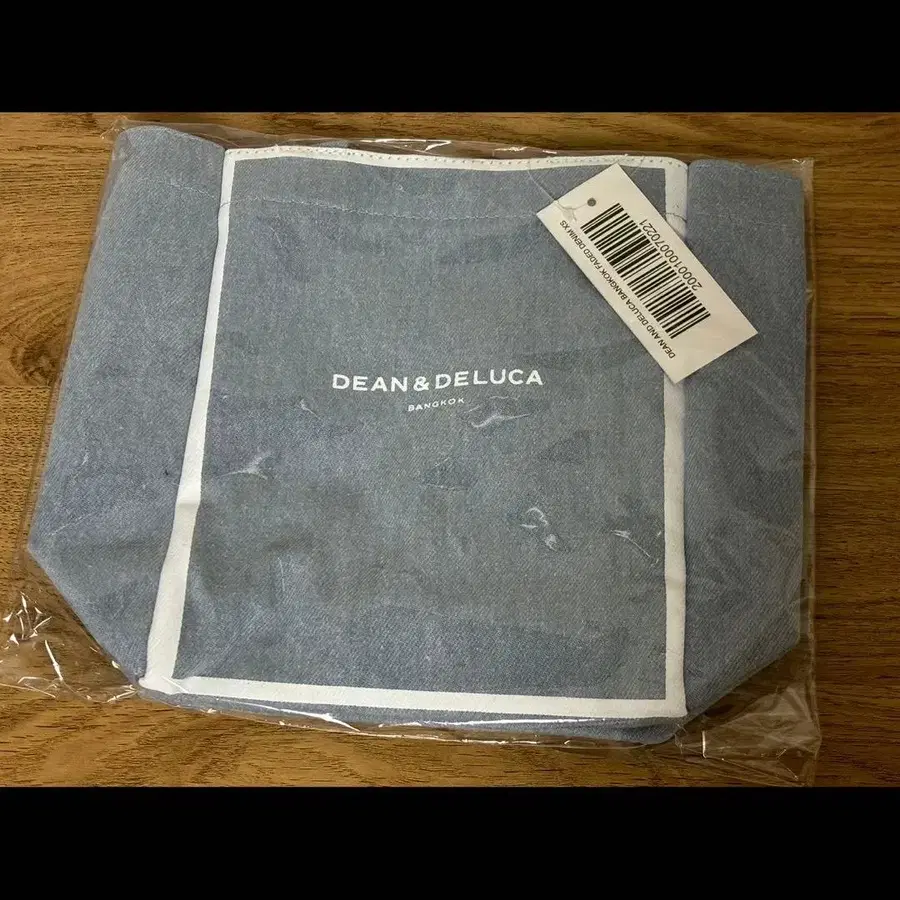 DEAN & DELUCA
BANGKOK
2000100070221
DEAN AND DELUCA BANGKOK FADED DENIM XS